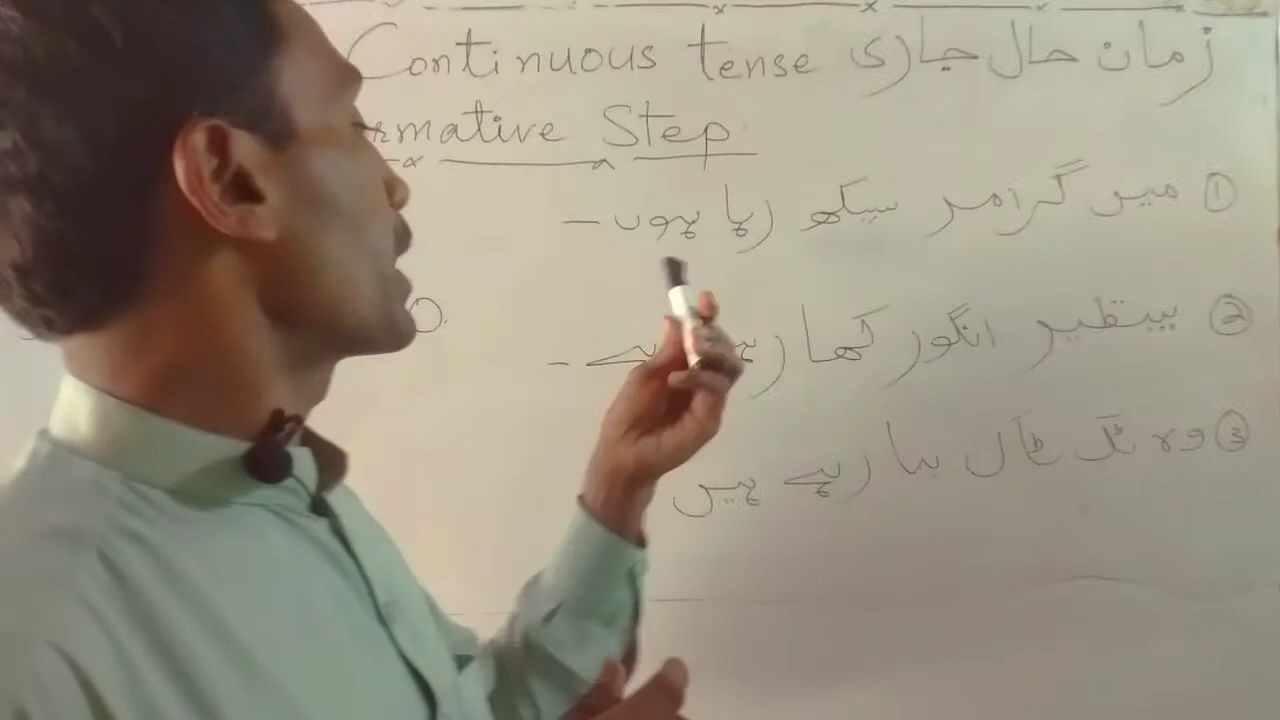 Continuous tense زمان حال جاری
rmative Step
① میں گرامر سیکھ رہا ہوں -
② بینظیر انگور کھا رہی ہے -
③ وہ ٹک ٹاک بنا رہے ہیں